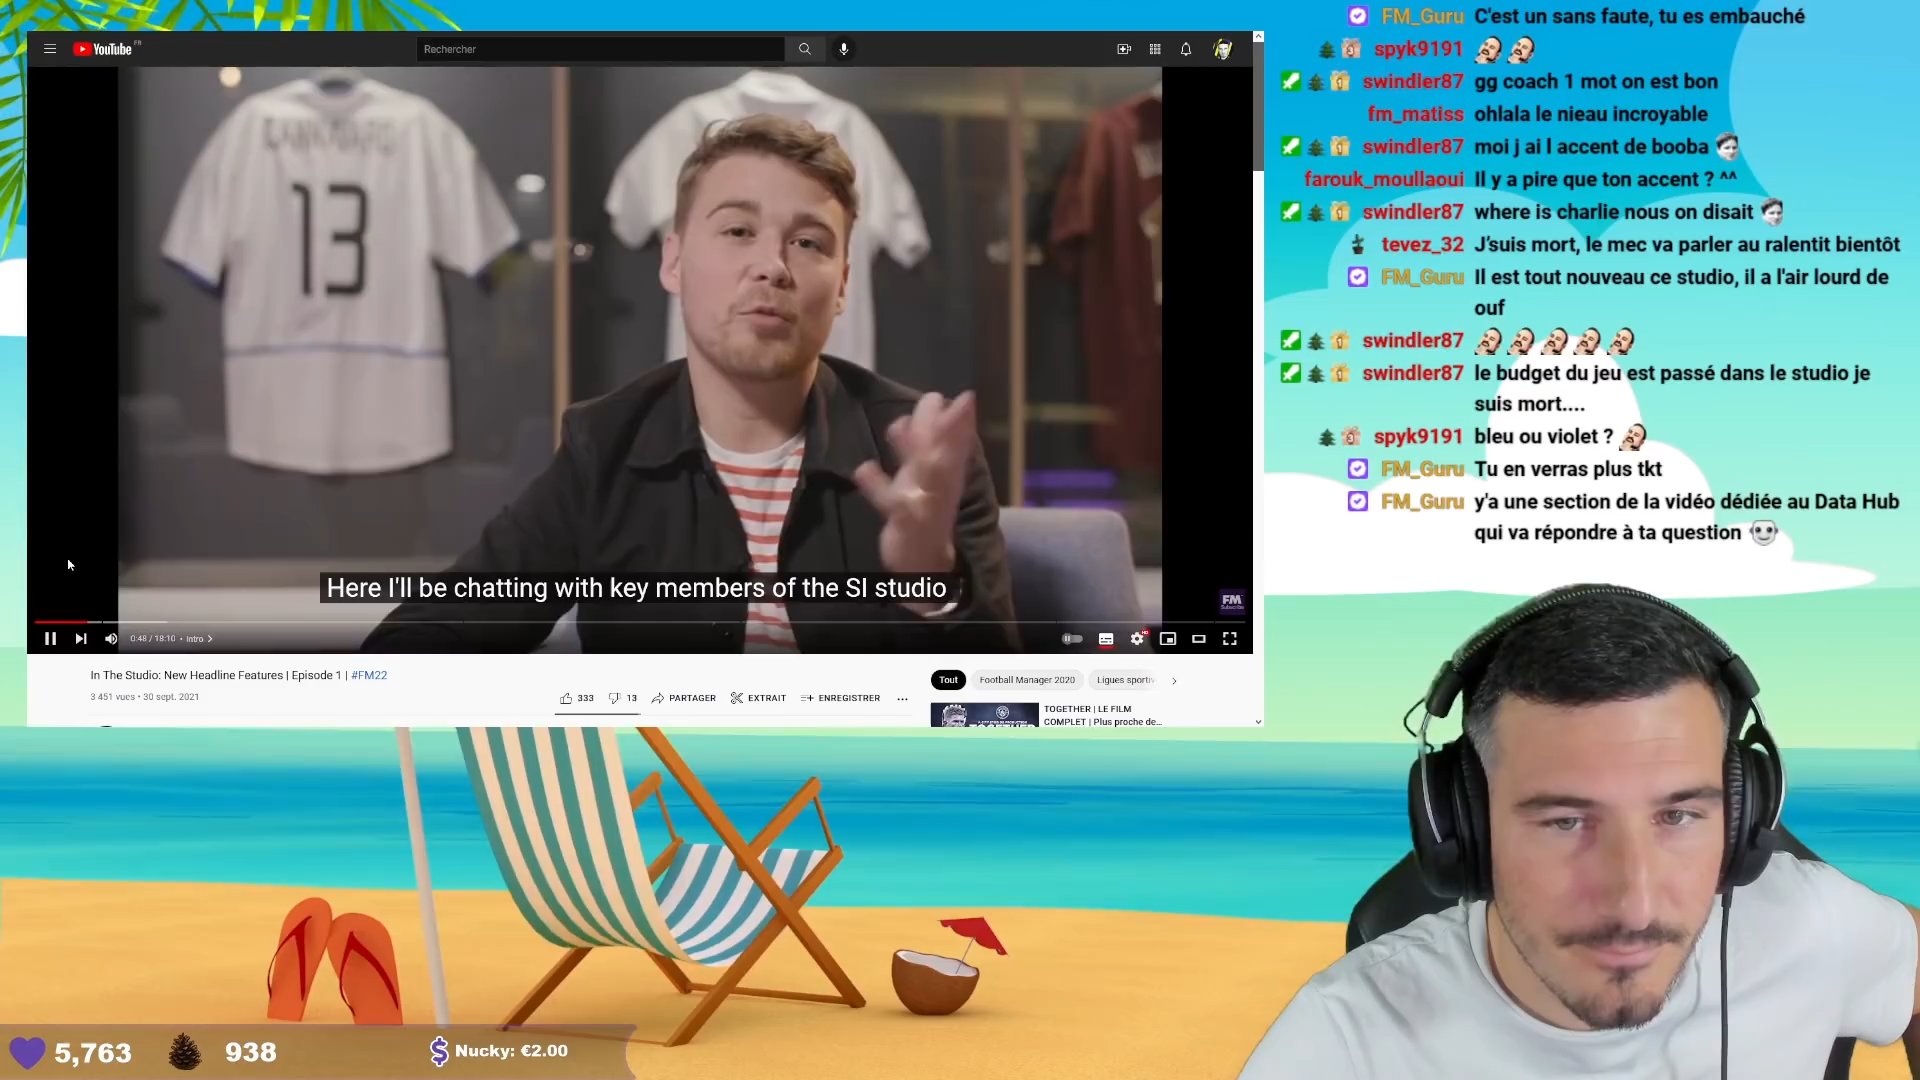 YouTube FR
Rechercher
13
Here I'll be chatting with key members of the SI studio
FM
Subscribe
0:48 / 18:10 • Intro
In The Studio: New Headline Features | Episode 1 | #FM22
3 451 vues • 30 sept. 2021
333
13
PARTAGER
EXTRAIT
ENREGISTRER
Tout
Football Manager 2020
Ligues sportiv
TOGETHER | LE FILM
COMPLET | Plus proche de...
FM_Guru C'est un sans faute, tu es embauché
spyk9191
swindler87 gg coach 1 mot on est bon
fm_matiss ohlala le nieau incroyable
swindler87 moi j ai l accent de booba
farouk_moullaoui Il y a pire que ton accent ? ^^
swindler87 where is charlie nous on disait
tevez_32 J'suis mort, le mec va parler au ralentit bientôt
FM_Guru Il est tout nouveau ce studio, il a l'air lourd de
ouf
swindler87
swindler87 le budget du jeu est passé dans le studio je
suis mort....
spyk9191 bleu ou violet ?
FM_Guru Tu en verras plus tkt
FM_Guru y'a une section de la vidéo dédiée au Data Hub
qui va répondre à ta question
5,763
938
Nucky: €2.00